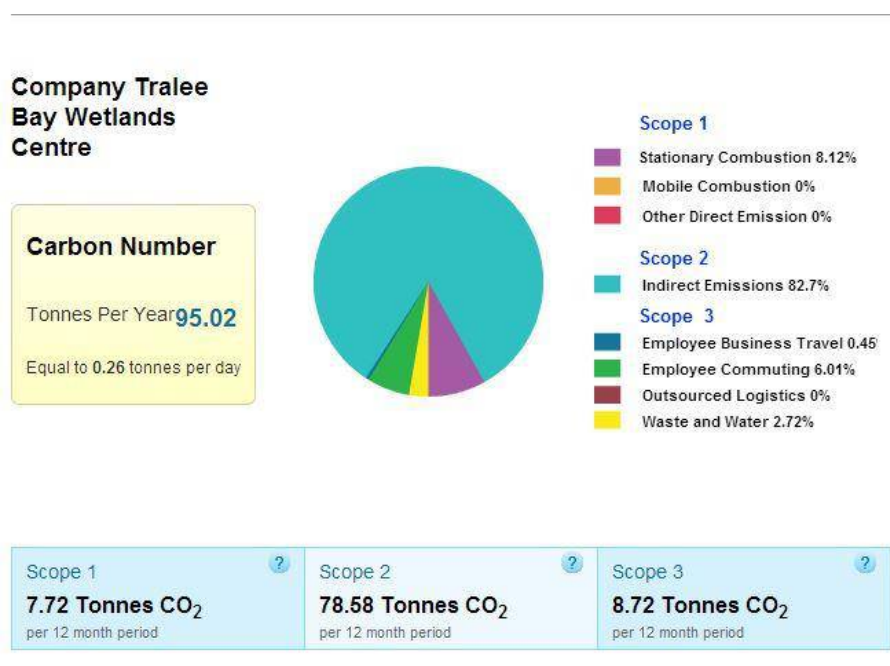 Company Tralee
Bay Wetlands
Centre
Carbon Number
Tonnes Per Year 95.02
Equal to 0.26 tonnes per day
Scope 1
Stationary Combustion 8.12%
Mobile Combustion 0%
Other Direct Emission 0%
Scope 2
Indirect Emissions 82.7%
Scope 3
Employee Business Travel 0.45
Employee Commuting 6.01%
Outsourced Logistics 0%
Waste and Water 2.72%
Scope 1 ?
7.72 Tonnes CO₂
per 12 month period
Scope 2 ?
78.58 Tonnes CO₂
per 12 month period
Scope 3 ?
8.72 Tonnes CO₂
per 12 month period